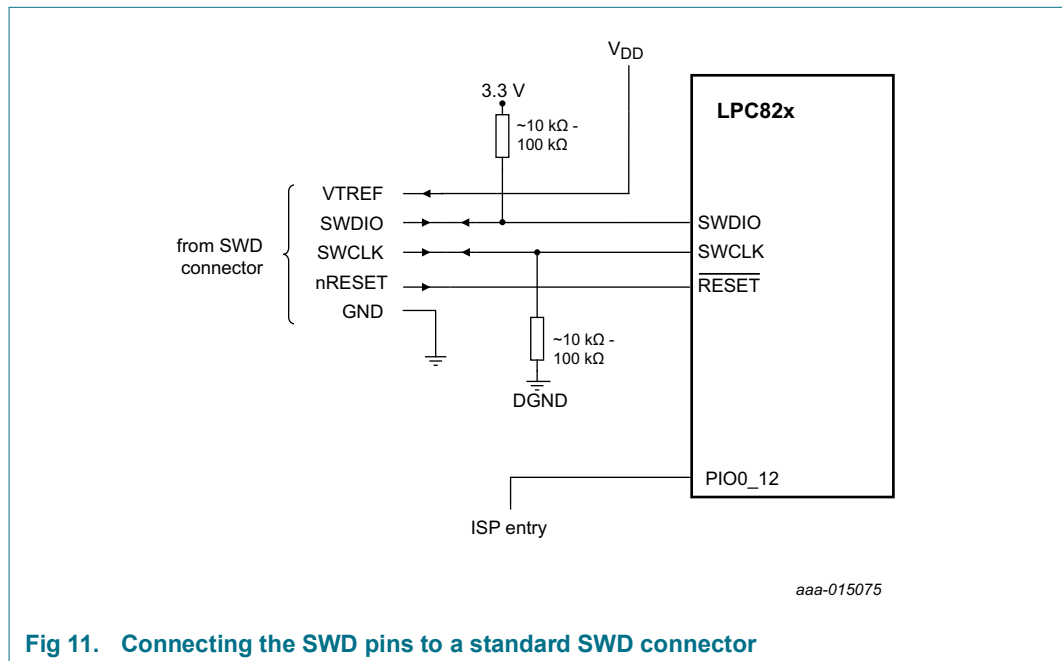 VDD
3.3 V
~10 kΩ -
100 kΩ
LPC82x
VTREF
SWDIO
SWCLK
nRESET
GND
from SWD
connector
SWDIO
SWCLK
RESET
~10 kΩ -
100 kΩ
DGND
PIO0_12
ISP entry
aaa-015075
Fig 11. Connecting the SWD pins to a standard SWD connector